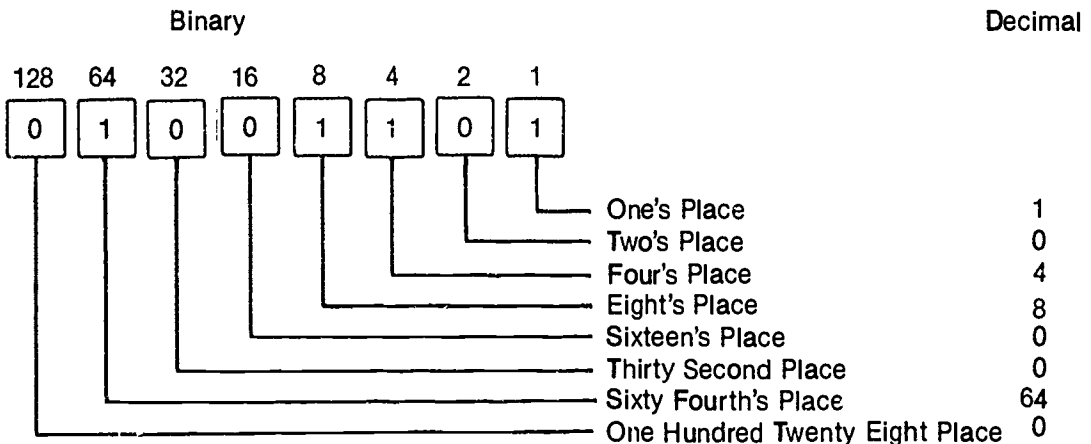 Binary Decimal
128 64 32 16 8 4 2 1
0 1 0 0 1 1 0 1
One's Place 1
Two's Place 0
Four's Place 4
Eight's Place 8
Sixteen's Place 0
Thirty Second Place 0
Sixty Fourth's Place 64
One Hundred Twenty Eight Place 0